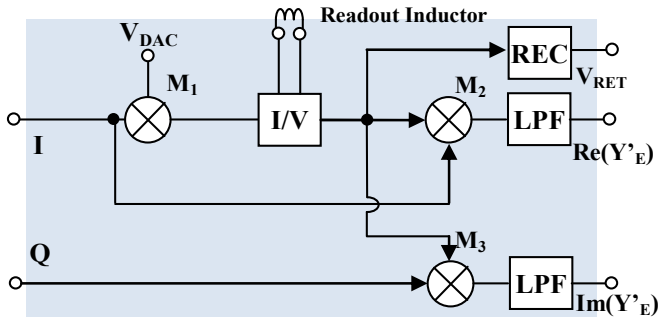 Readout Inductor
V_DAC
M_1
REC
V_RET
M_2
I/V
LPF
I
Re(Y'_E)
Q
M_3
LPF
Im(Y'_E)